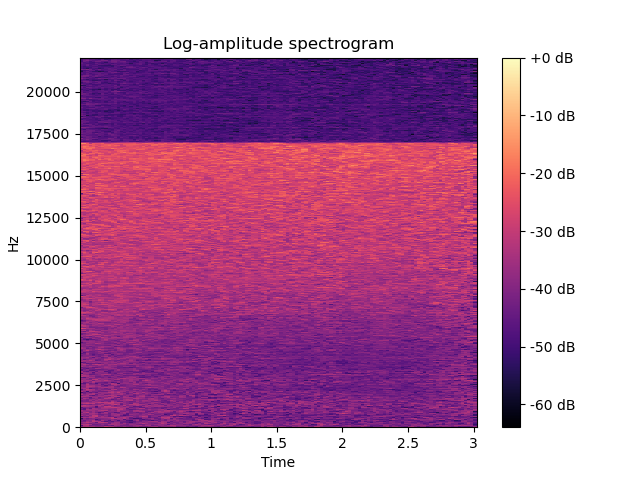 Log-amplitude spectrogram
+0 dB
20000
-10 dB
17500
15000
-20 dB
12500
-30 dB
Hz
10000
7500
-40 dB
5000
-50 dB
2500
-60 dB
0
0 0.5 1 1.5 2 2.5 3
Time